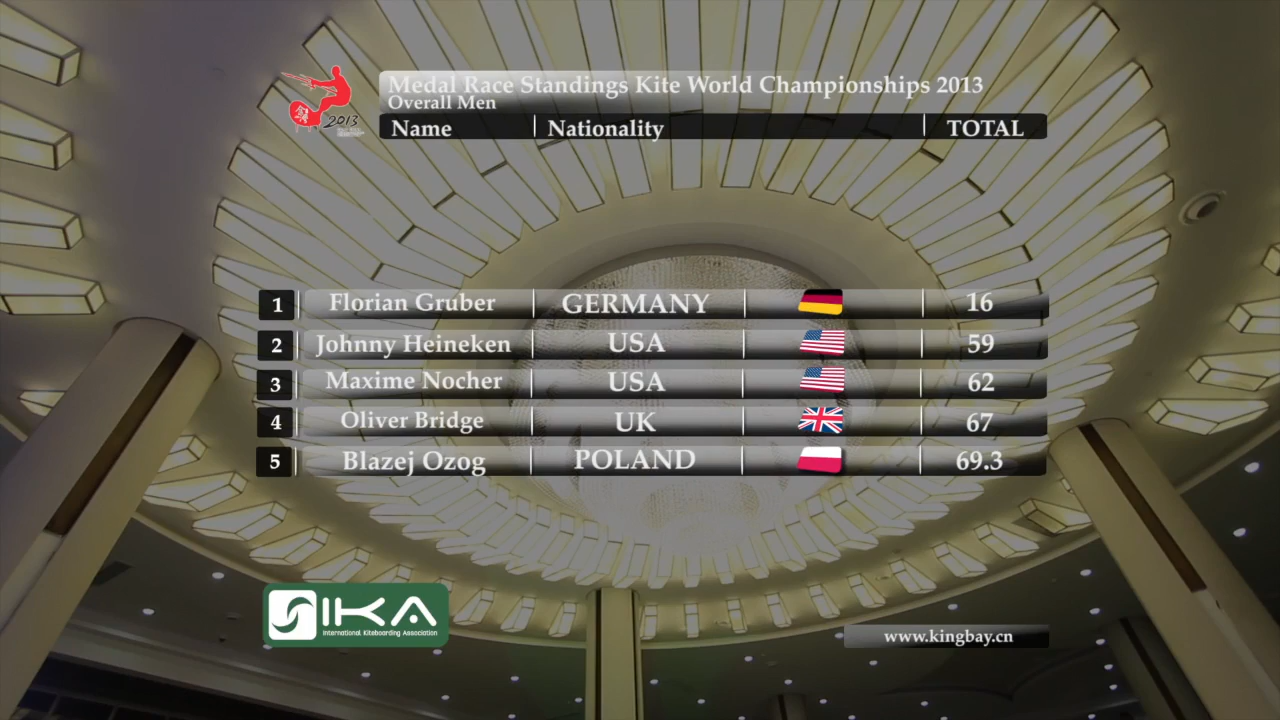 Medal Race Standings Kite World Championships 2013
Overall Men
Name Nationality TOTAL
2013
1 Florian Gruber GERMANY 16
2 Johnny Heineken USA 59
3 Maxime Nocher USA 62
4 Oliver Bridge UK 67
5 Blazej Ozog POLAND 69.3
IKA
International Kiteboarding Association
www.kingbay.cn